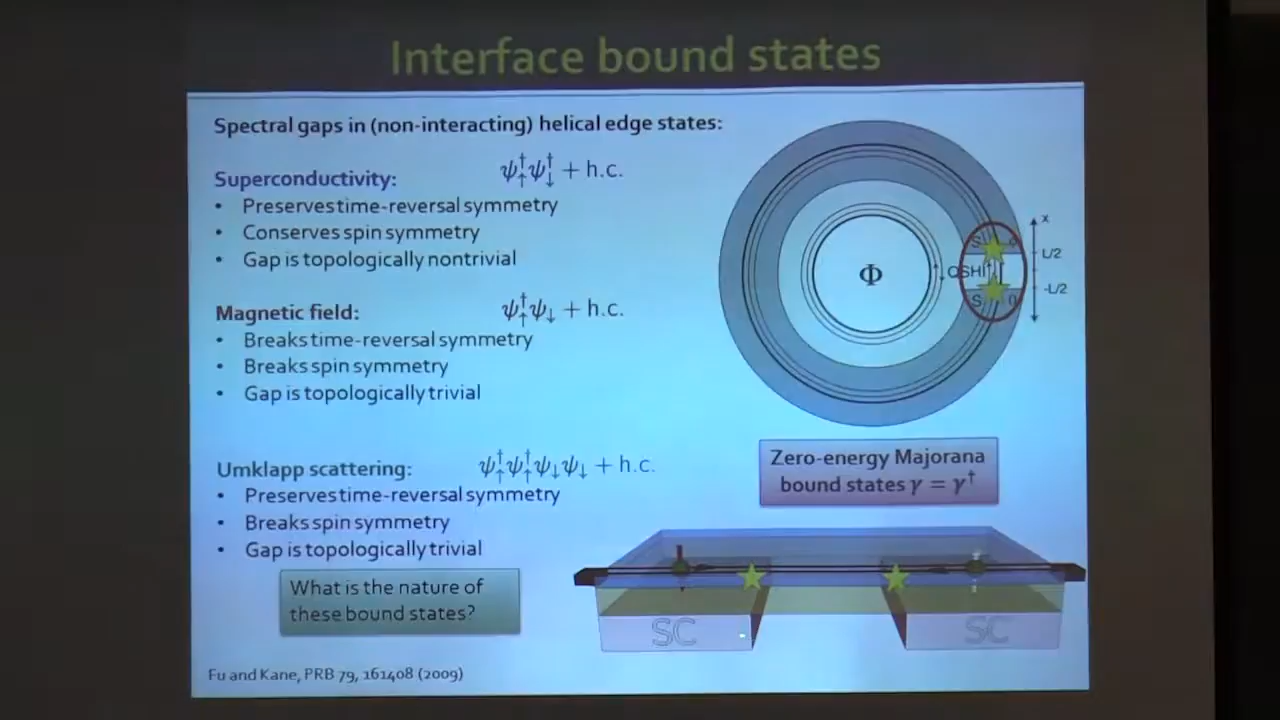 Interface bound states
Spectral gaps in (non-interacting) helical edge states:
Superconductivity:
ψ↑†ψ↓† + h.c.
• Preserves time-reversal symmetry
• Conserves spin symmetry
• Gap is topologically nontrivial
Magnetic field:
ψ↑†ψ↓ + h.c.
• Breaks time-reversal symmetry
• Breaks spin symmetry
• Gap is topologically trivial
Umklapp scattering:
ψ↑†ψ↑†ψ↓ψ↓ + h.c.
• Preserves time-reversal symmetry
• Breaks spin symmetry
• Gap is topologically trivial
What is the nature of
these bound states?
Fu and Kane, PRB 79, 161408 (2009)
Φ
x
S
L/2
QSHI
-L/2
S
0
Zero-energy Majorana
bound states γ = γ†
SC
SC